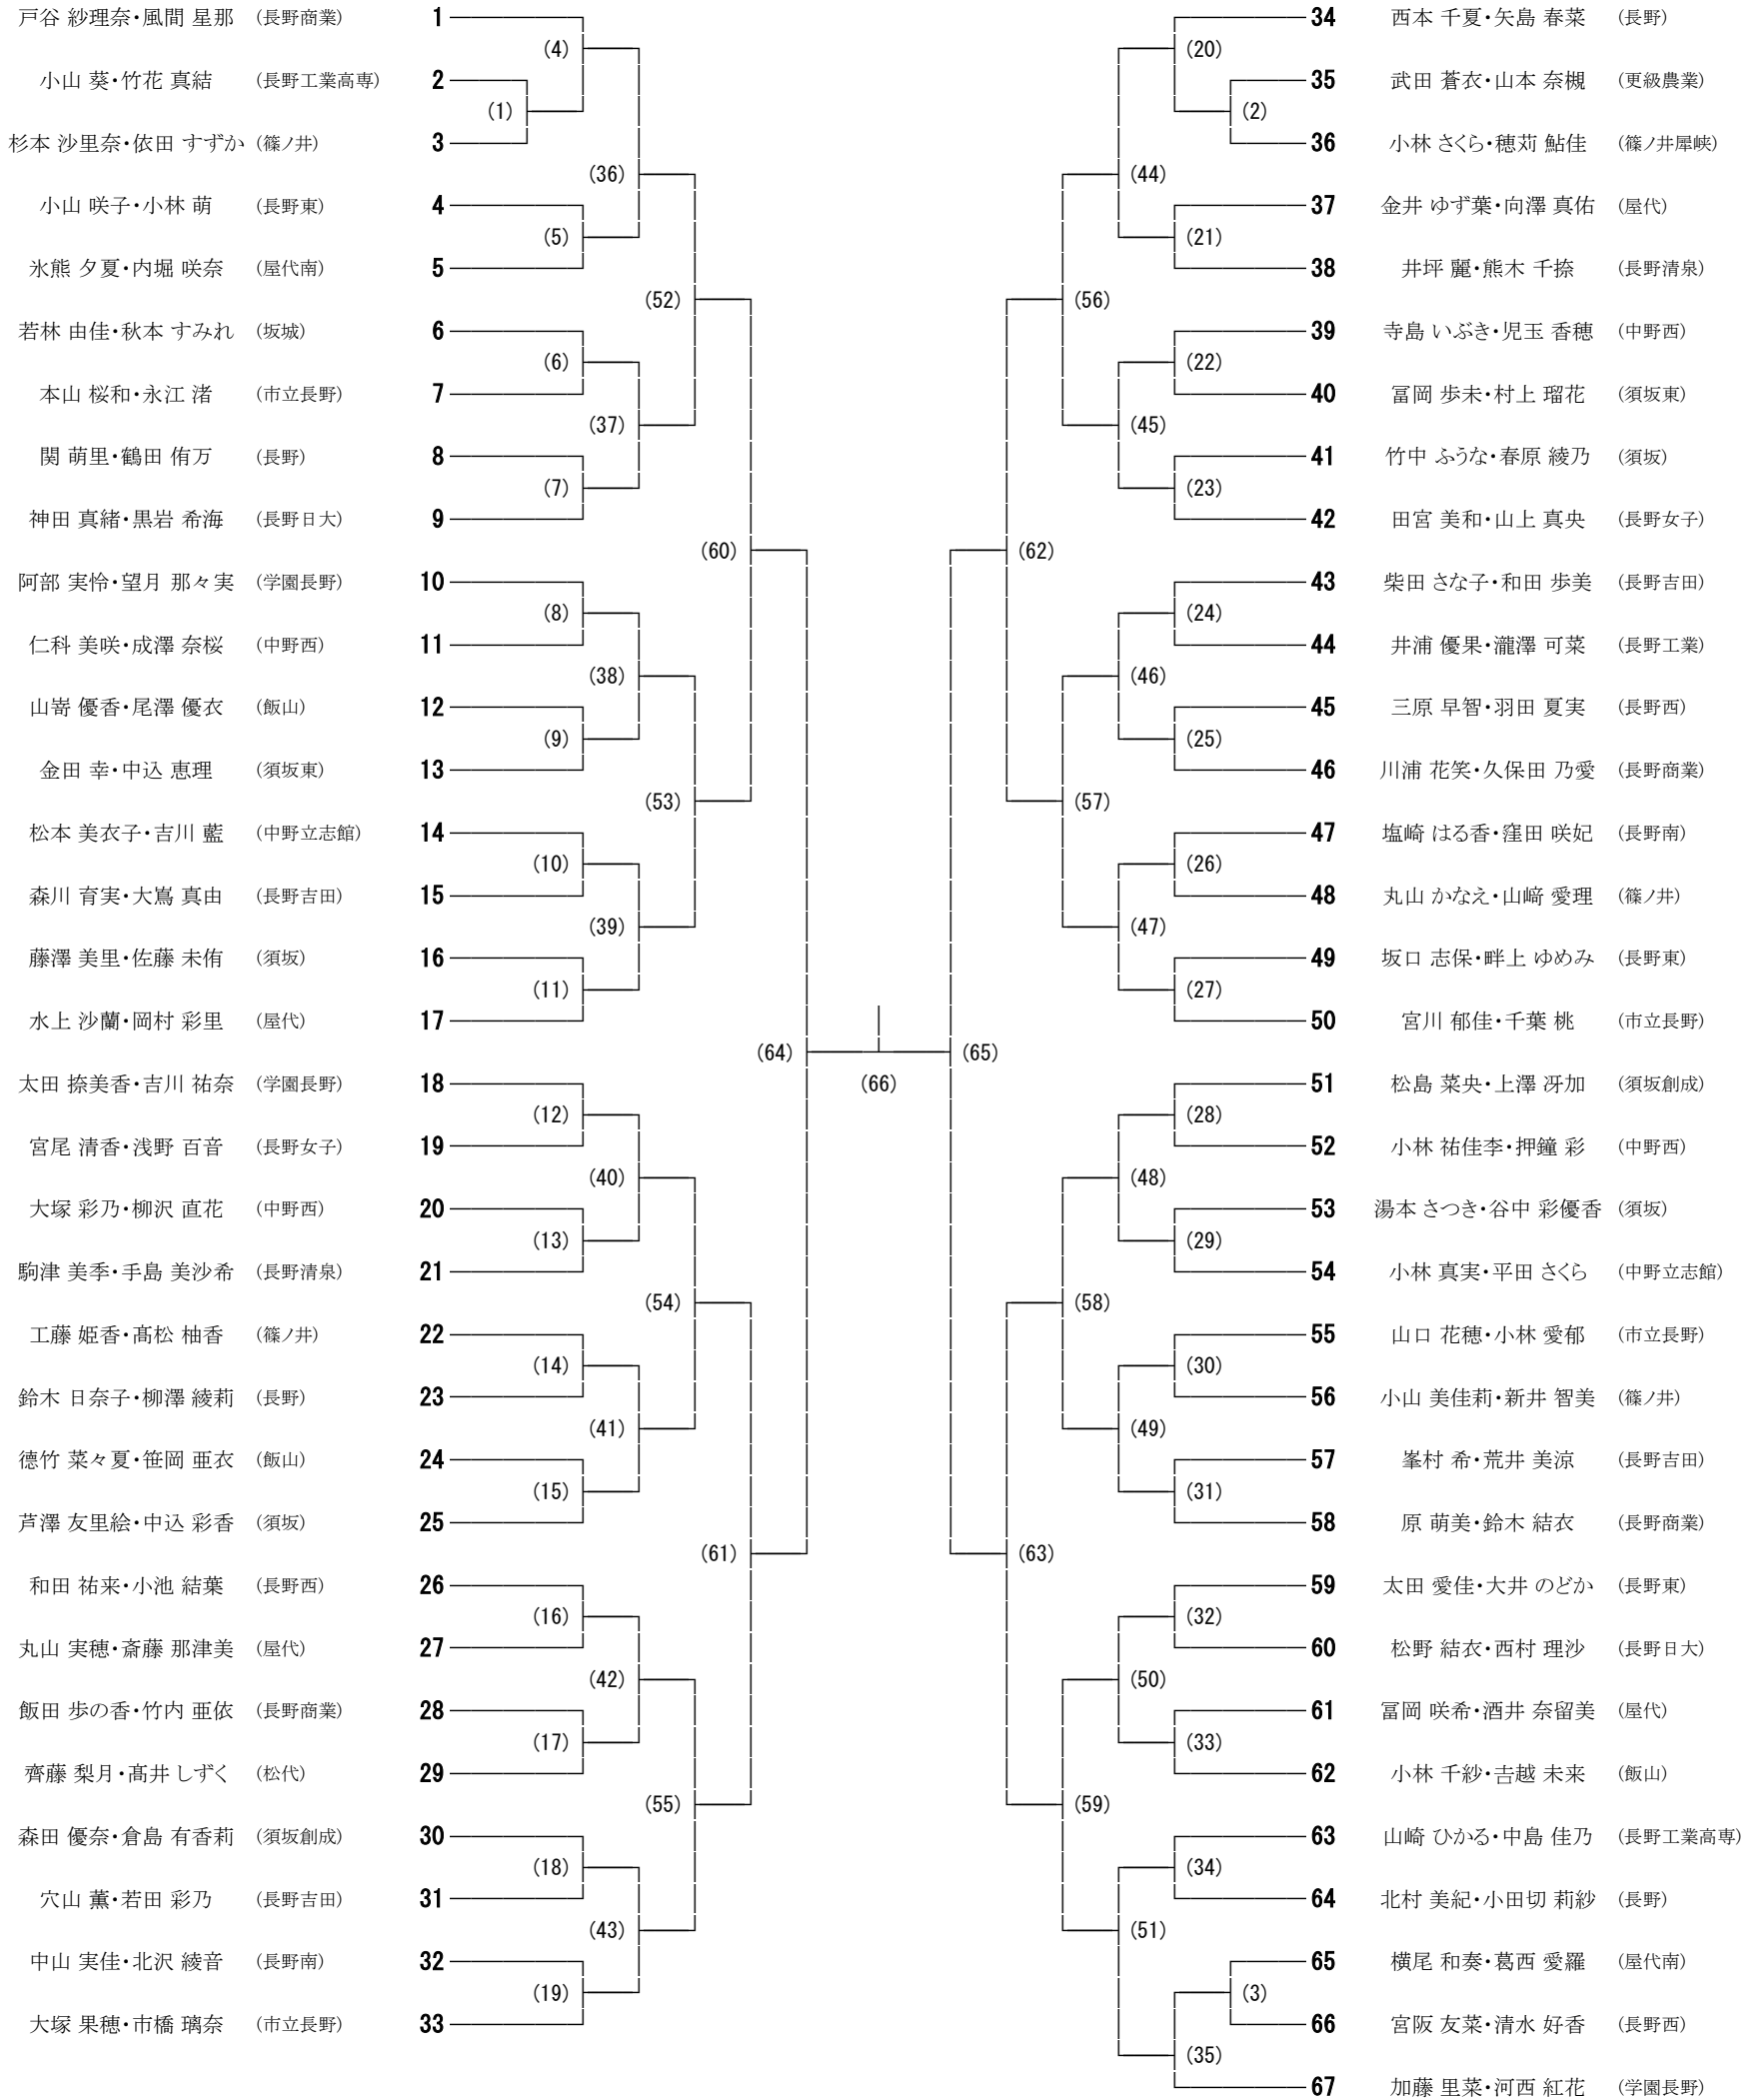 戸谷 紗理奈・風間 星那 (長野商業) 1
(4)
小山 葵・竹花 真結 (長野工業高専) 2
(1)
杉本 沙里奈・依田 すずか (篠ノ井) 3
(36)
小山 咲子・小林 萌 (長野東) 4
(5)
氷熊 夕夏・内堀 咲奈 (屋代南) 5
(52)
若林 由佳・秋本 すみれ (坂城) 6
(6)
本山 桜和・永江 渚 (市立長野) 7
(37)
関 萌里・鶴田 侑万 (長野) 8
(7)
神田 真緒・黒岩 希海 (長野日大) 9
(60)
阿部 実怜・望月 那々実 (学園長野) 10
(8)
仁科 美咲・成澤 奈桜 (中野西) 11
(38)
山嵜 優香・尾澤 優衣 (飯山) 12
(9)
金田 幸・中込 恵理 (須坂東) 13
(53)
松本 美衣子・吉川 藍 (中野立志館) 14
(10)
森川 育実・大嶌 真由 (長野吉田) 15
(39)
藤澤 美里・佐藤 未侑 (須坂) 16
(11)
水上 沙蘭・岡村 彩里 (屋代) 17
(64)
太田 捺美香・吉川 祐奈 (学園長野) 18
(12)
宮尾 清香・浅野 百音 (長野女子) 19
(40)
大塚 彩乃・柳沢 直花 (中野西) 20
(13)
駒津 美季・手島 美沙希 (長野清泉) 21
(54)
工藤 姫香・髙松 柚香 (篠ノ井) 22
(14)
鈴木 日奈子・柳澤 綾莉 (長野) 23
(41)
德竹 菜々夏・笹岡 亜衣 (飯山) 24
(15)
芦澤 友里絵・中込 彩香 (須坂) 25
(61)
和田 祐来・小池 結葉 (長野西) 26
(16)
丸山 実穂・斎藤 那津美 (屋代) 27
(42)
飯田 歩の香・竹内 亜依 (長野商業) 28
(17)
齊藤 梨月・髙井 しずく (松代) 29
(55)
森田 優奈・倉島 有香莉 (須坂創成) 30
(18)
穴山 薫・若田 彩乃 (長野吉田) 31
(43)
中山 実佳・北沢 綾音 (長野南) 32
(19)
大塚 果穂・市橋 璃奈 (市立長野) 33
(66)
34 西本 千夏・矢島 春菜 (長野)
(20)
35 武田 蒼衣・山本 奈槻 (更級農業)
(2)
36 小林 さくら・穂苅 鮎佳 (篠ノ井犀峡)
(44)
37 金井 ゆず葉・向澤 真佑 (屋代)
(21)
38 井坪 麗・熊木 千捺 (長野清泉)
(56)
39 寺島 いぶき・児玉 香穂 (中野西)
(22)
40 冨岡 歩未・村上 瑠花 (須坂東)
(45)
41 竹中 ふうな・春原 綾乃 (須坂)
(23)
42 田宮 美和・山上 真央 (長野女子)
(62)
43 柴田 さな子・和田 歩美 (長野吉田)
(24)
44 井浦 優果・瀧澤 可菜 (長野工業)
(46)
45 三原 早智・羽田 夏実 (長野西)
(25)
46 川浦 花笑・久保田 乃愛 (長野商業)
(57)
47 塩崎 はる香・窪田 咲妃 (長野南)
(26)
48 丸山 かなえ・山﨑 愛理 (篠ノ井)
(47)
49 坂口 志保・畔上 ゆめみ (長野東)
(27)
50 宮川 郁佳・千葉 桃 (市立長野)
(65)
51 松島 菜央・上澤 冴加 (須坂創成)
(28)
52 小林 祐佳李・押鐘 彩 (中野西)
(48)
53 湯本 さつき・谷中 彩優香 (須坂)
(29)
54 小林 真実・平田 さくら (中野立志館)
(58)
55 山口 花穂・小林 愛郁 (市立長野)
(30)
56 小山 美佳莉・新井 智美 (篠ノ井)
(49)
57 峯村 希・荒井 美涼 (長野吉田)
(31)
58 原 萌美・鈴木 結衣 (長野商業)
(63)
59 太田 愛佳・大井 のどか (長野東)
(32)
60 松野 結衣・西村 理沙 (長野日大)
(50)
61 冨岡 咲希・酒井 奈留美 (屋代)
(33)
62 小林 千紗・𠮷越 未来 (飯山)
(59)
63 山崎 ひかる・中島 佳乃 (長野工業高専)
(34)
64 北村 美紀・小田切 莉紗 (長野)
(51)
65 横尾 和奏・葛西 愛羅 (屋代南)
(3)
66 宮阪 友菜・清水 好香 (長野西)
(35)
67 加藤 里菜・河西 紅花 (学園長野)